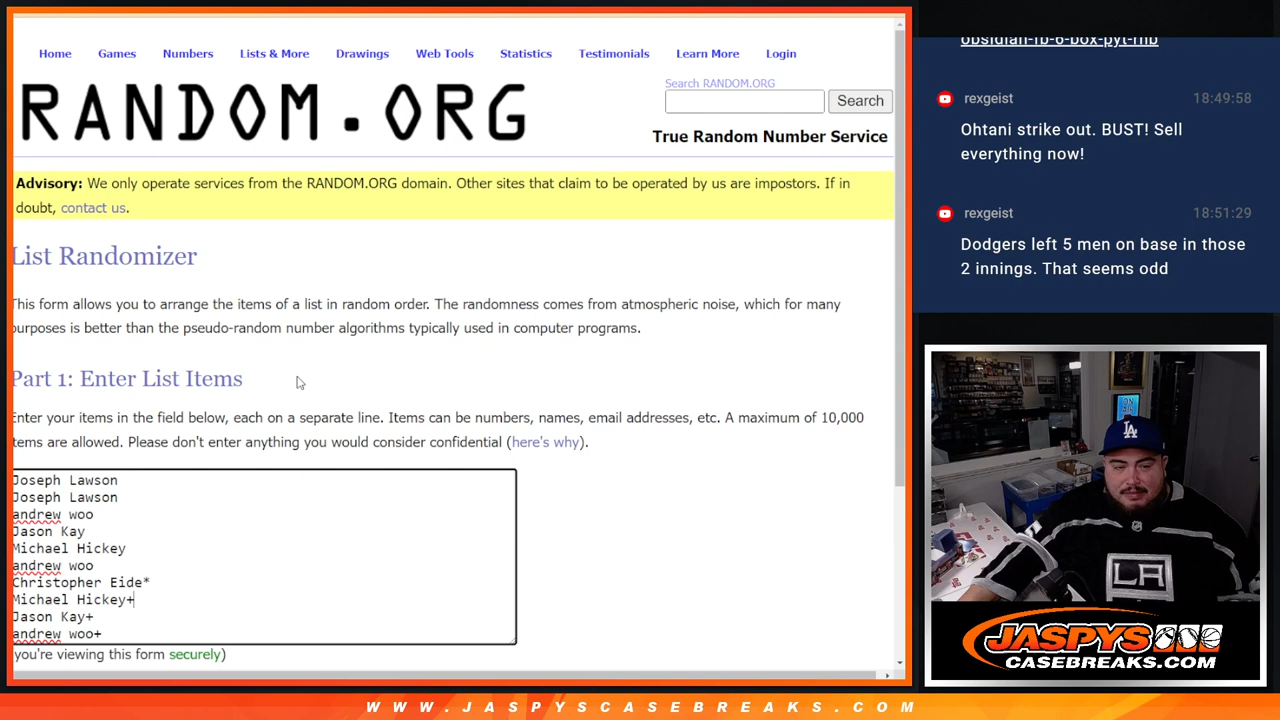 Home Games Numbers Lists & More Drawings Web Tools Statistics Testimonials Learn More Login
RANDOM.ORG
Search RANDOM.ORG
Search
True Random Number Service
Advisory: We only operate services from the RANDOM.ORG domain. Other sites that claim to be operated by us are impostors. If in
doubt, contact us.
List Randomizer
This form allows you to arrange the items of a list in random order. The randomness comes from atmospheric noise, which for many
purposes is better than the pseudo-random number algorithms typically used in computer programs.
Part 1: Enter List Items
Enter your items in the field below, each on a separate line. Items can be numbers, names, email addresses, etc. A maximum of 10,000
items are allowed. Please don't enter anything you would consider confidential (here's why).
Joseph Lawson
Joseph Lawson
andrew woo
Jason Kay
Michael Hickey
andrew woo
Christopher Eide*
Michael Hickey+
Jason Kay+
andrew woo+
you're viewing this form securely)
obsidian-fb-6-box-pyt-rnb
rexgeist 18:49:58
Ohtani strike out. BUST! Sell
everything now!
rexgeist 18:51:29
Dodgers left 5 men on base in those
2 innings. That seems odd
ON
AIR
LA
LA
JASPYS
CASEBREAKS.COM
WWW.JASPYSCASEBREAKS.COM